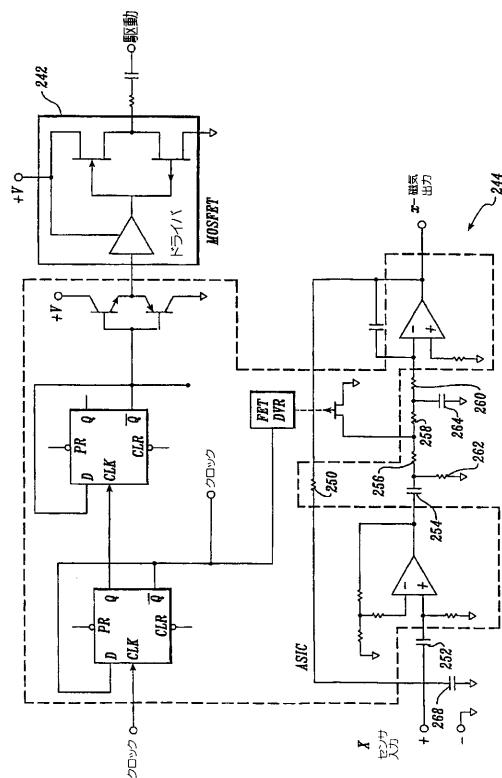 242
+V
駆動
ドライバ
MOSFET
+V
D
PR
Q
CLK
CLR
Q̅
D
PR
Q
CLK
CLR
Q̅
クロック
クロック
FET
DVR
ASIC
250
x- 磁気
出力
244
-
+
-
+
260
258
264
256
262
254
252
268
X
センサ
入力
+
-